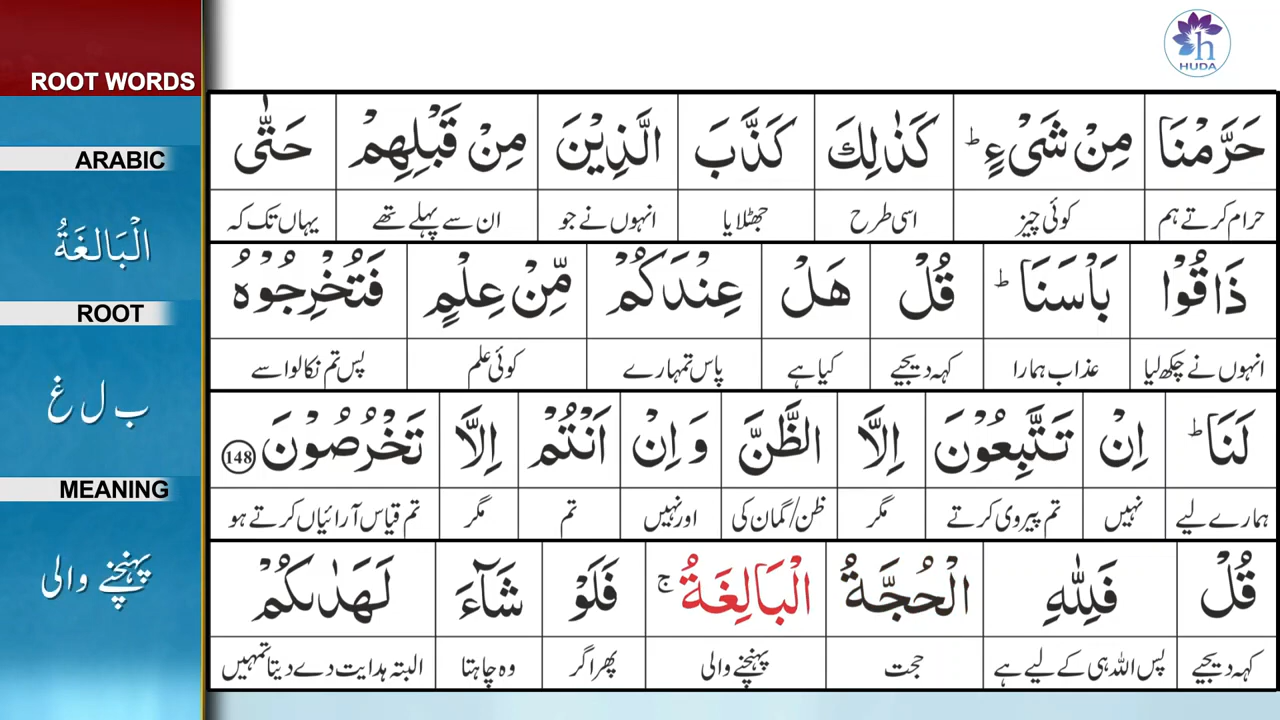 ROOT WORDS
ARABIC
الْبَالِغَةُ
ROOT
ب ل غ
MEANING
پہنچنے والی
HUDA
حَرَّمْنَا مِنْ شَیْءٍ ؕ کَذٰلِكَ کَذَّبَ الَّذِیْنَ مِنْ قَبْلِهِمْ حَتّٰی
حرام کرتے ہم کوئی چیز اسی طرح جھٹلایا انہوں نے جو ان سے پہلے تھے یہاں تک کہ
ذَاقُوْا بَاْسَنَا ؕ قُلْ هَلْ عِنْدَکُمْ مِّنْ عِلْمٍ فَتُخْرِجُوْهُ
انہوں نے چکھ لیا عذاب ہمارا کہہ دیجیے کیا ہے پاس تمہارے کوئی علم پس تم نکالو اسے
لَنَا ؕ اِنْ تَتَّبِعُوْنَ اِلَّا الظَّنَّ وَ اِنْ اَنْتُمْ اِلَّا تَخْرُصُوْنَ 148
ہمارے لیے نہیں تم پیروی کرتے مگر ظن/گمان کی اور نہیں تم مگر تم قیاس آرائیاں کرتے ہو
قُلْ فَلِلّٰهِ الْحُجَّةُ الْبَالِغَةُ ۚ فَلَوْ شَآءَ لَهَدٰىکُمْ
کہہ دیجیے پس اللہ ہی کے لیے ہے حجت پہنچنے والی پھر اگر وہ چاہتا البتہ ہدایت دے دیتا تمہیں